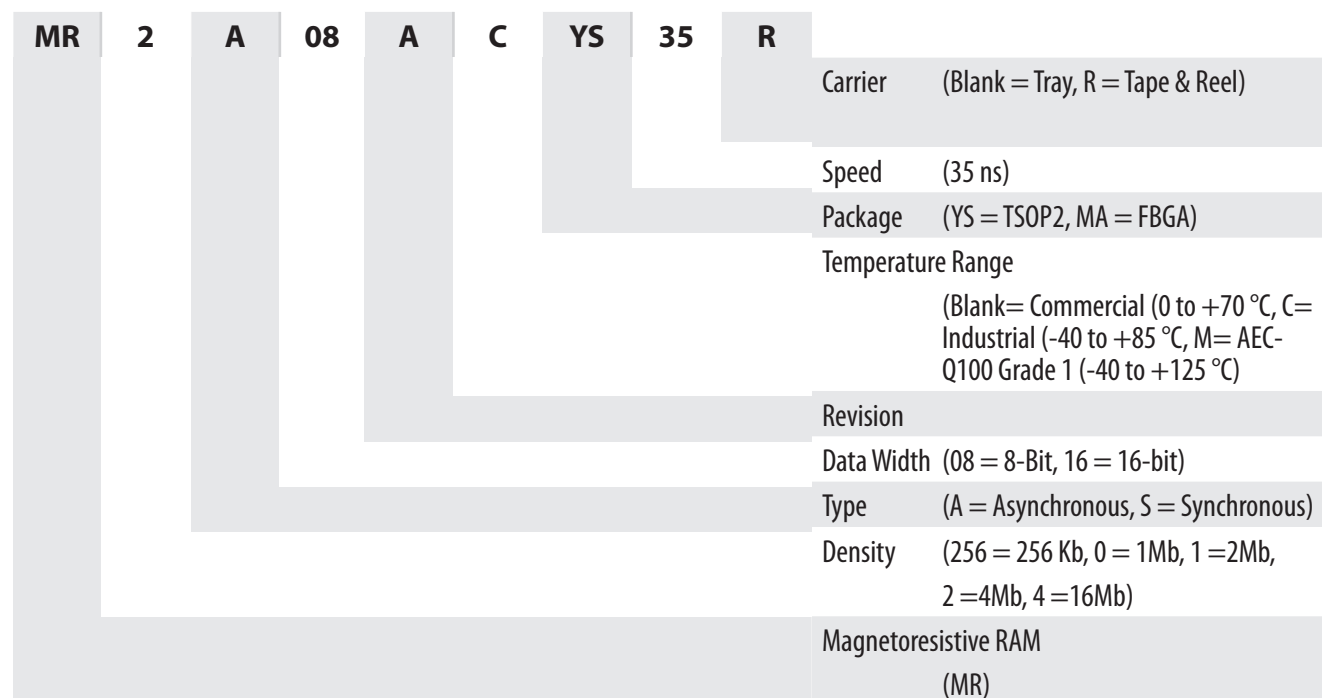 MR 2 A 08 A C YS 35 R
Carrier (Blank = Tray, R = Tape & Reel)
Speed (35 ns)
Package (YS = TSOP2, MA = FBGA)
Temperature Range
(Blank= Commercial (0 to +70 °C, C=
Industrial (-40 to +85 °C, M= AEC-
Q100 Grade 1 (-40 to +125 °C)
Revision
Data Width (08 = 8-Bit, 16 = 16-bit)
Type (A = Asynchronous, S = Synchronous)
Density (256 = 256 Kb, 0 = 1Mb, 1 =2Mb,
2 =4Mb, 4 =16Mb)
Magnetoresistive RAM
(MR)